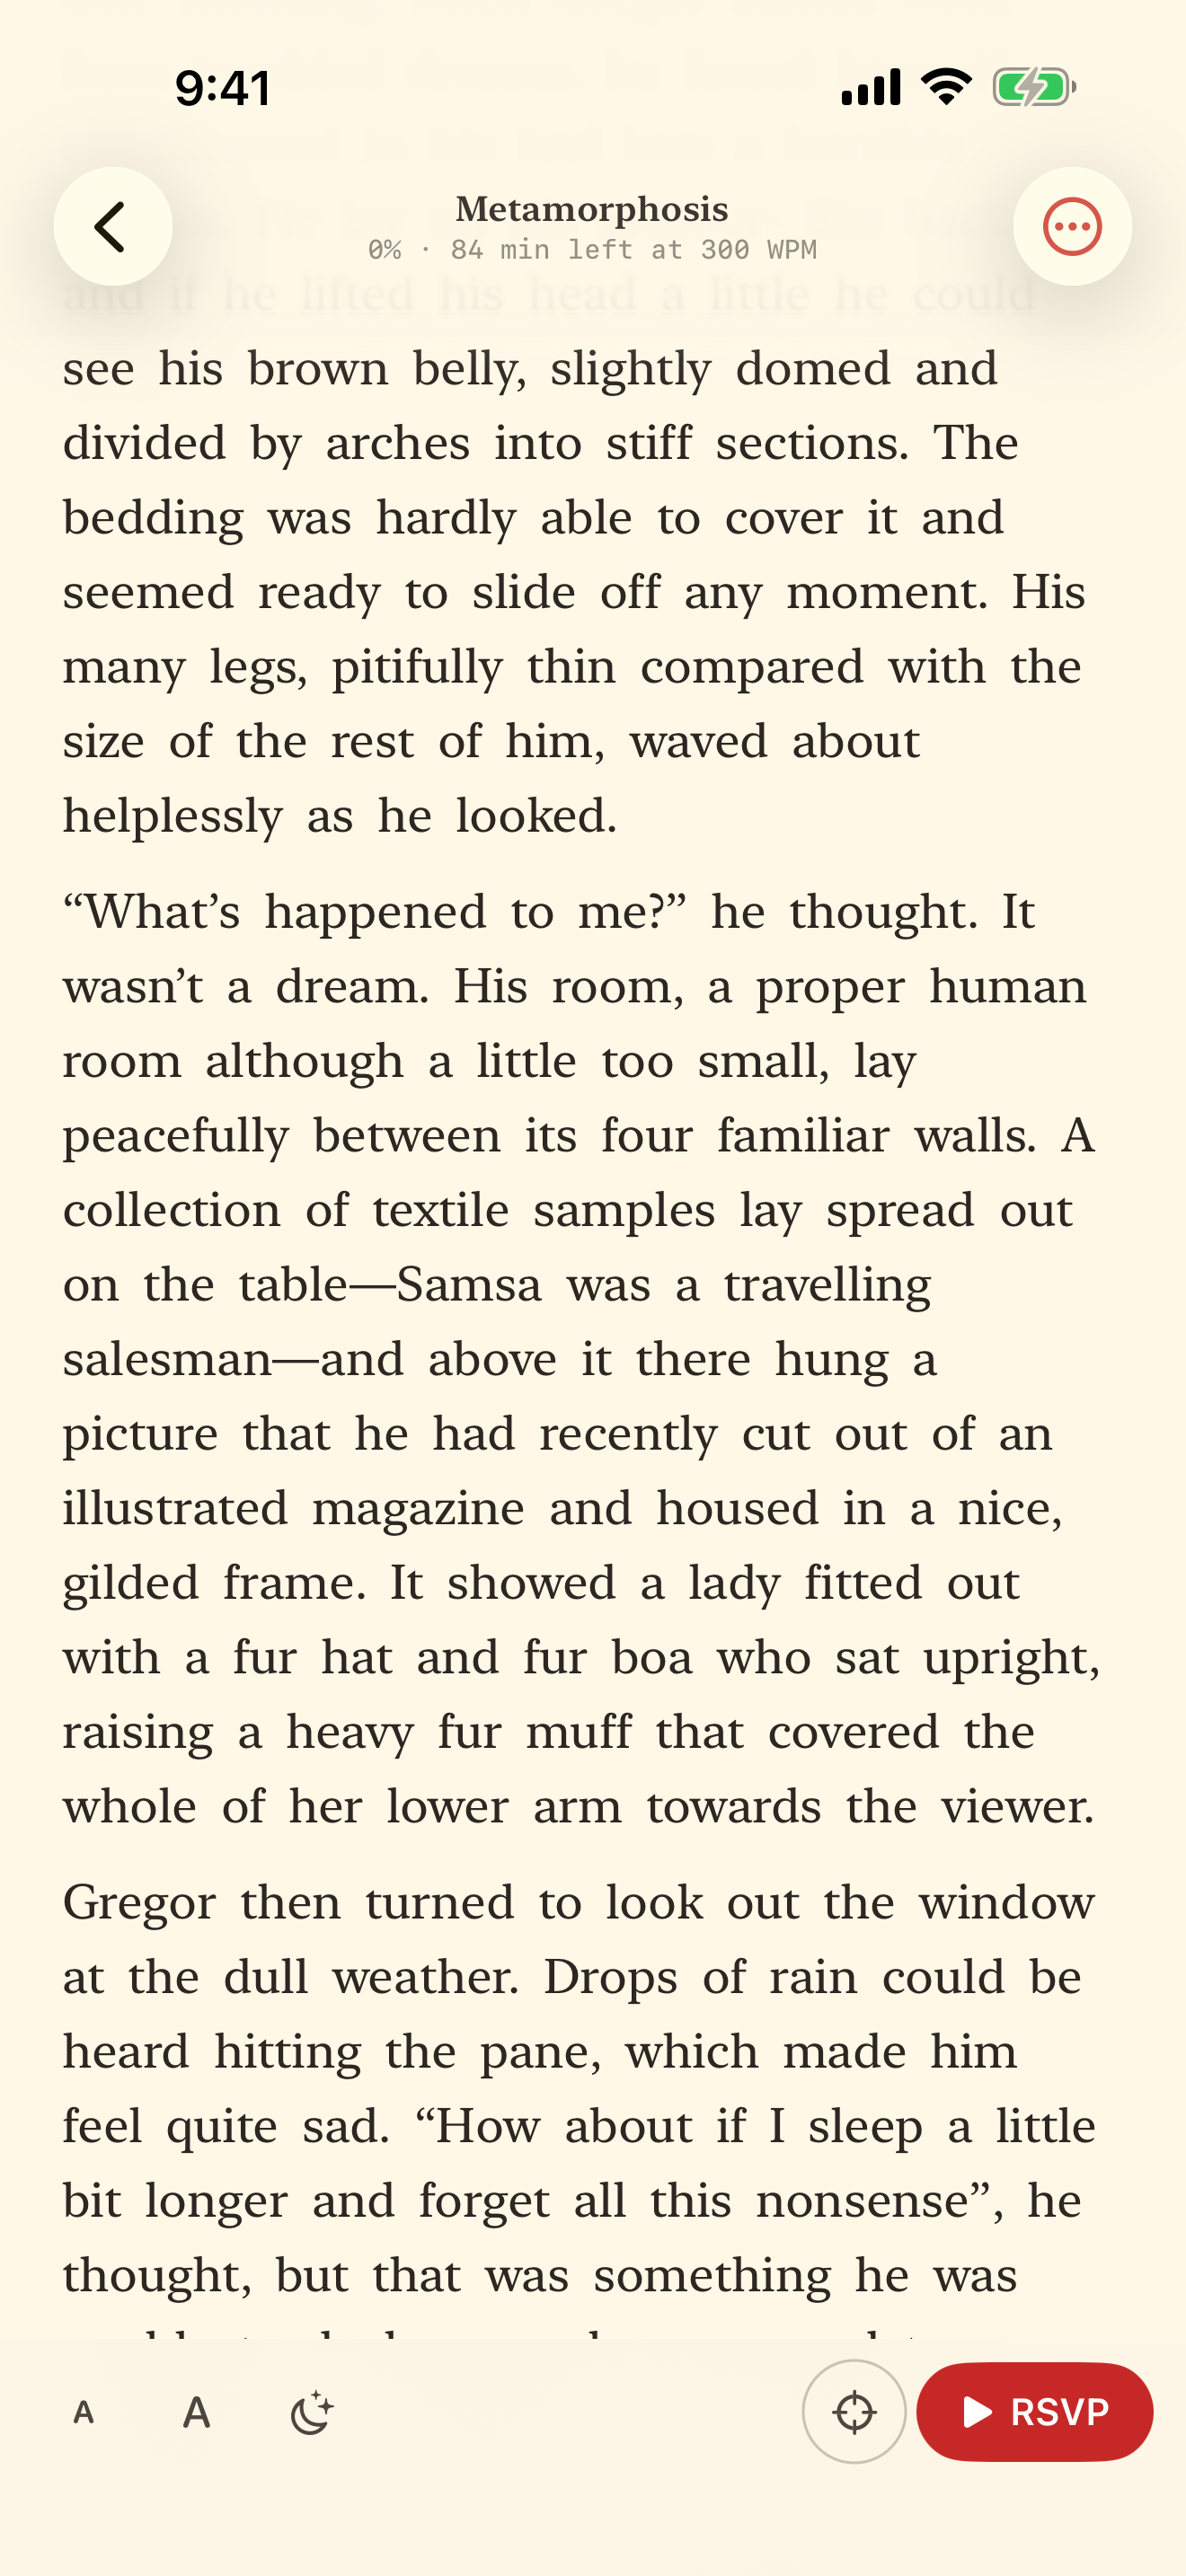 9:41
Metamorphosis
0% · 84 min left at 300 WPM
and if he lifted his head a little he could
see his brown belly, slightly domed and
divided by arches into stiff sections. The
bedding was hardly able to cover it and
seemed ready to slide off any moment. His
many legs, pitifully thin compared with the
size of the rest of him, waved about
helplessly as he looked.
“What’s happened to me?” he thought. It
wasn’t a dream. His room, a proper human
room although a little too small, lay
peacefully between its four familiar walls. A
collection of textile samples lay spread out
on the table—Samsa was a travelling
salesman—and above it there hung a
picture that he had recently cut out of an
illustrated magazine and housed in a nice,
gilded frame. It showed a lady fitted out
with a fur hat and fur boa who sat upright,
raising a heavy fur muff that covered the
whole of her lower arm towards the viewer.
Gregor then turned to look out the window
at the dull weather. Drops of rain could be
heard hitting the pane, which made him
feel quite sad. “How about if I sleep a little
bit longer and forget all this nonsense”, he
thought, but that was something he was
A A RSVP